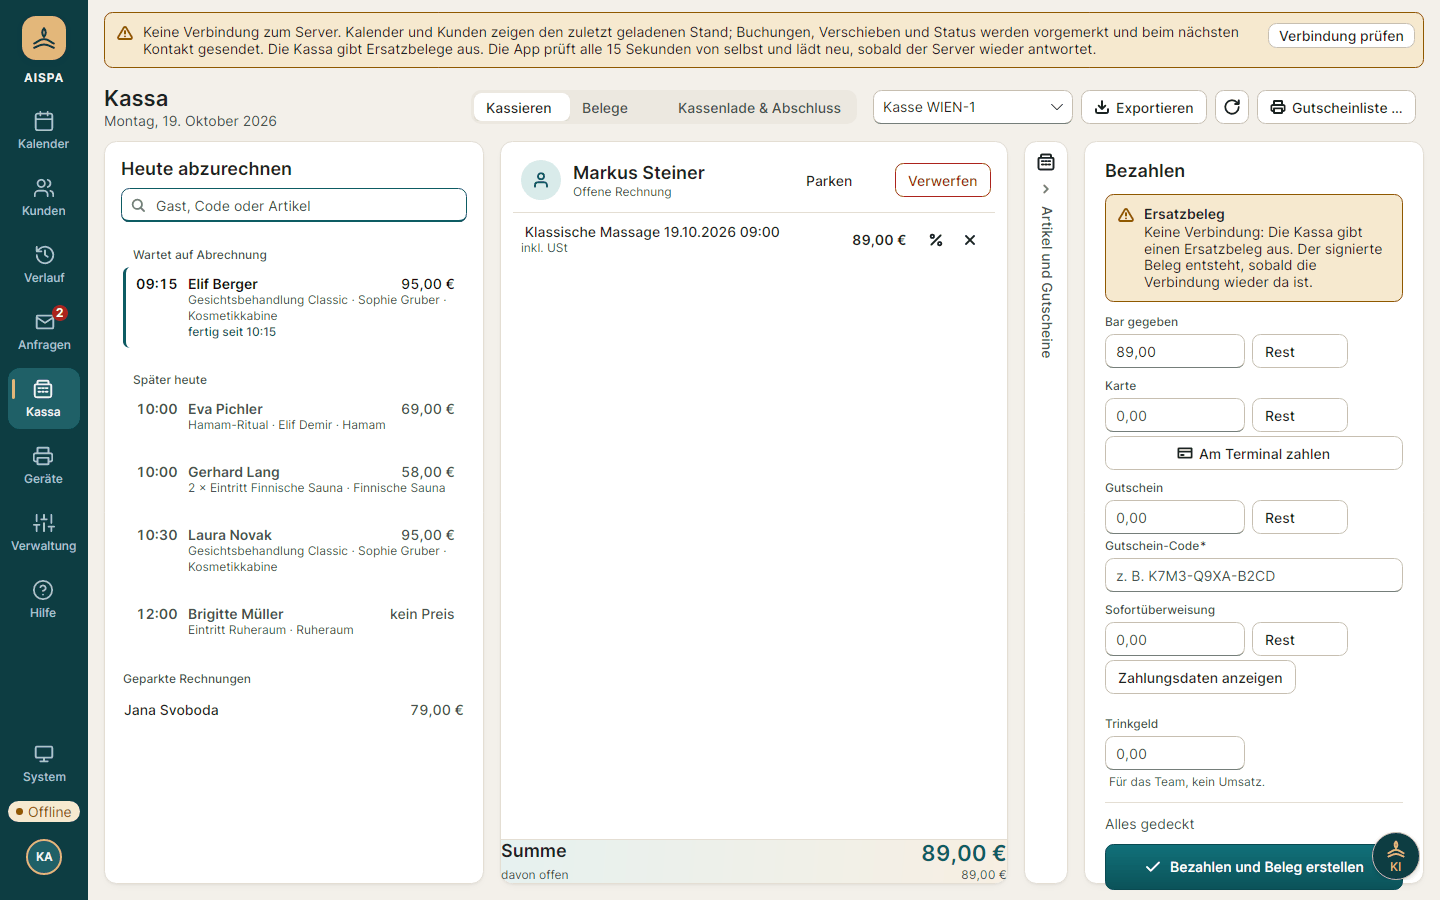 AISPA
Kalender
Kunden
Verlauf
2
Anfragen
Kassa
Geräte
Verwaltung
Hilfe
System
Offline
KA
Keine Verbindung zum Server. Kalender und Kunden zeigen den zuletzt geladenen Stand; Buchungen, Verschieben und Status werden vorgemerkt und beim nächsten
Kontakt gesendet. Die Kassa gibt Ersatzbelege aus. Die App prüft alle 15 Sekunden von selbst und lädt neu, sobald der Server wieder antwortet.
Verbindung prüfen
Kassa
Montag, 19. Oktober 2026
Kassieren
Belege
Kassenlade & Abschluss
Kasse WIEN-1
Exportieren
Gutscheinliste ...
Heute abzurechnen
Gast, Code oder Artikel
Wartet auf Abrechnung
09:15 Elif Berger 95,00 €
Gesichtsbehandlung Classic · Sophie Gruber ·
Kosmetikkabine
fertig seit 10:15
Später heute
10:00 Eva Pichler 69,00 €
Hamam-Ritual · Elif Demir · Hamam
10:00 Gerhard Lang 58,00 €
2 × Eintritt Finnische Sauna · Finnische Sauna
10:30 Laura Novak 95,00 €
Gesichtsbehandlung Classic · Sophie Gruber ·
Kosmetikkabine
12:00 Brigitte Müller kein Preis
Eintritt Ruheraum · Ruheraum
Geparkte Rechnungen
Jana Svoboda 79,00 €
Markus Steiner
Offene Rechnung
Parken
Verwerfen
Klassische Massage 19.10.2026 09:00
inkl. USt
89,00 €
Summe 89,00 €
davon offen 89,00 €
Artikel und Gutscheine
Bezahlen
Ersatzbeleg
Keine Verbindung: Die Kassa gibt
einen Ersatzbeleg aus. Der signierte
Beleg entsteht, sobald die
Verbindung wieder da ist.
Bar gegeben
89,00 Rest
Karte
0,00 Rest
Am Terminal zahlen
Gutschein
0,00 Rest
Gutschein-Code*
z. B. K7M3-Q9XA-B2CD
Sofortüberweisung
0,00 Rest
Zahlungsdaten anzeigen
Trinkgeld
0,00
Für das Team, kein Umsatz.
Alles gedeckt
Bezahlen und Beleg erstellen
KI